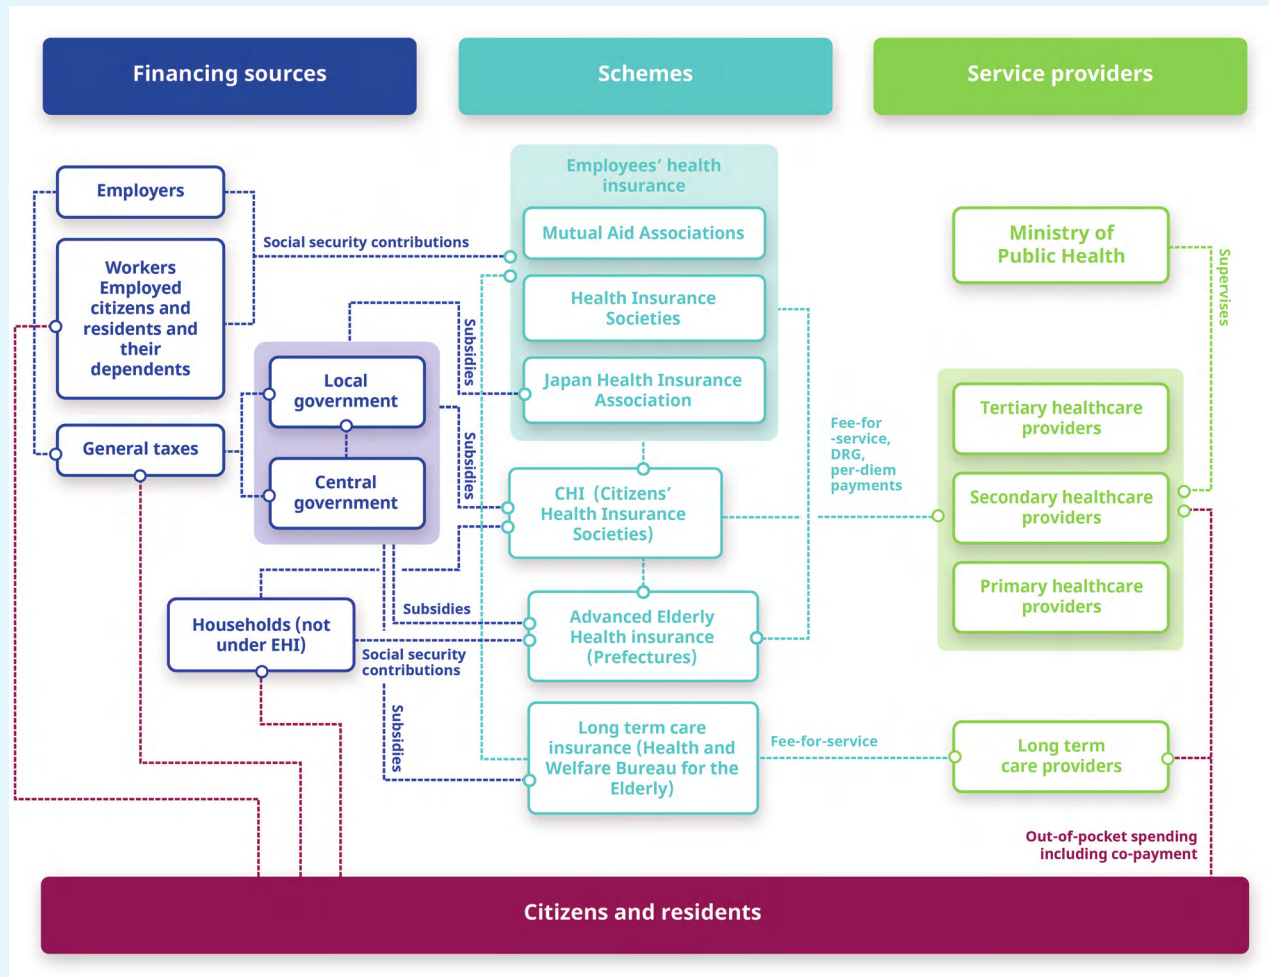 Financing sources
Schemes
Service providers
Employers
Workers
Employed
citizens and
residents and
their
dependents
General taxes
Social security contributions
Local
government
Central
government
Subsidies
Subsidies
Households (not
under EHI)
Subsidies
Social security
contributions
Subsidies
Employees’ health
insurance
Mutual Aid Associations
Health Insurance
Societies
Japan Health Insurance
Association
CHI (Citizens’
Health Insurance
Societies)
Advanced Elderly
Health insurance
(Prefectures)
Long term care
insurance (Health and
Welfare Bureau for the
Elderly)
Fee-for
-service,
DRG,
per-diem
payments
Fee-for-service
Ministry of
Public Health
Supervises
Tertiary healthcare
providers
Secondary healthcare
providers
Primary healthcare
providers
Long term
care providers
Out-of-pocket spending
including co-payment
Citizens and residents